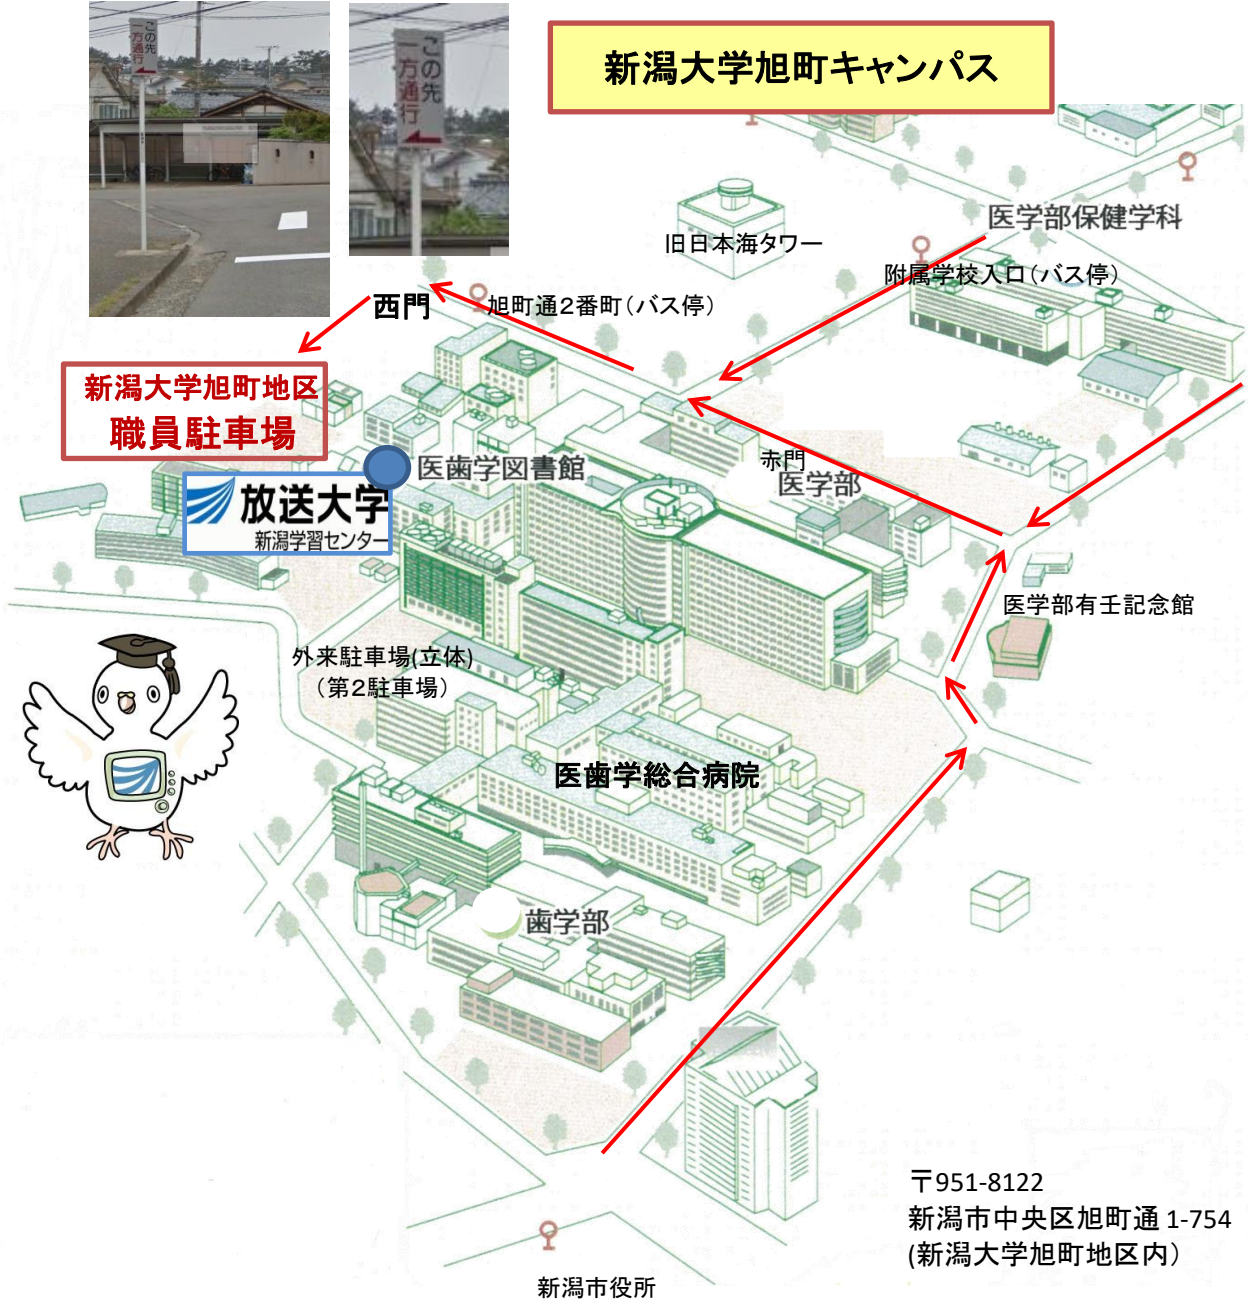 この先
一方通行
この先
一方通行
新潟大学旭町キャンパス
医学部保健学科
旧日本海タワー
附属学校入口(バス停)
西門
旭町通2番町(バス停)
新潟大学旭町地区
職員駐車場
赤門
医歯学図書館
医学部
放送大学
新潟学習センター
医学部有壬記念館
外来駐車場(立体)
(第2駐車場)
医歯学総合病院
歯学部
〒951-8122
新潟市中央区旭町通1-754
(新潟大学旭町地区内)
新潟市役所